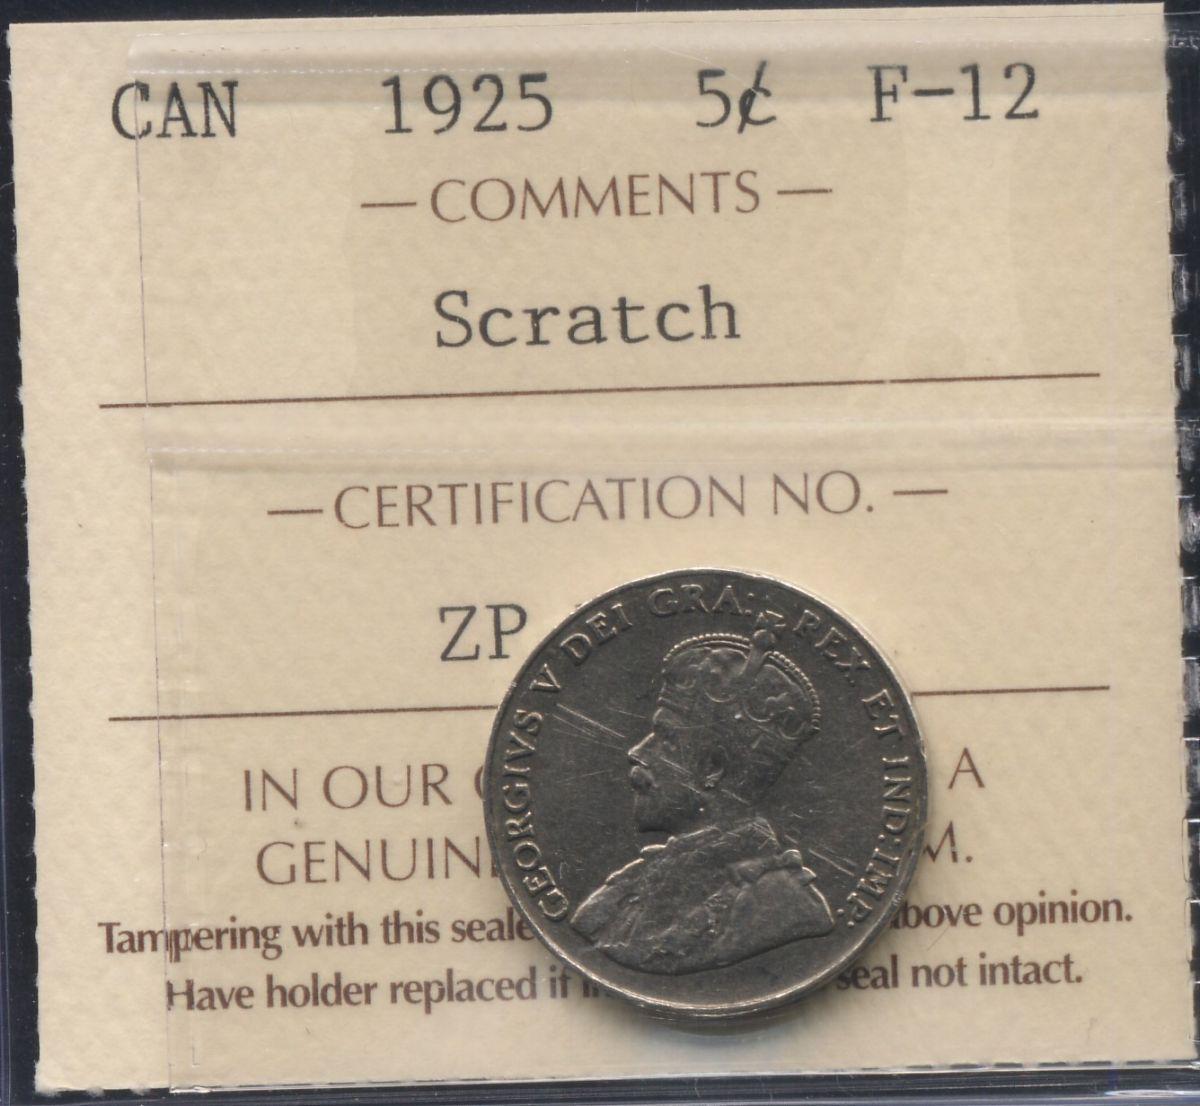 CAN 1925 5¢ F-12
— COMMENTS —
Scratch
— CERTIFICATION NO. —
ZP
GEORGIVS V DEI GRA: REX ET IND: IMP:
IN OUR A
GENUIN M.
Tampering with this seale above opinion.
Have holder replaced if seal not intact.